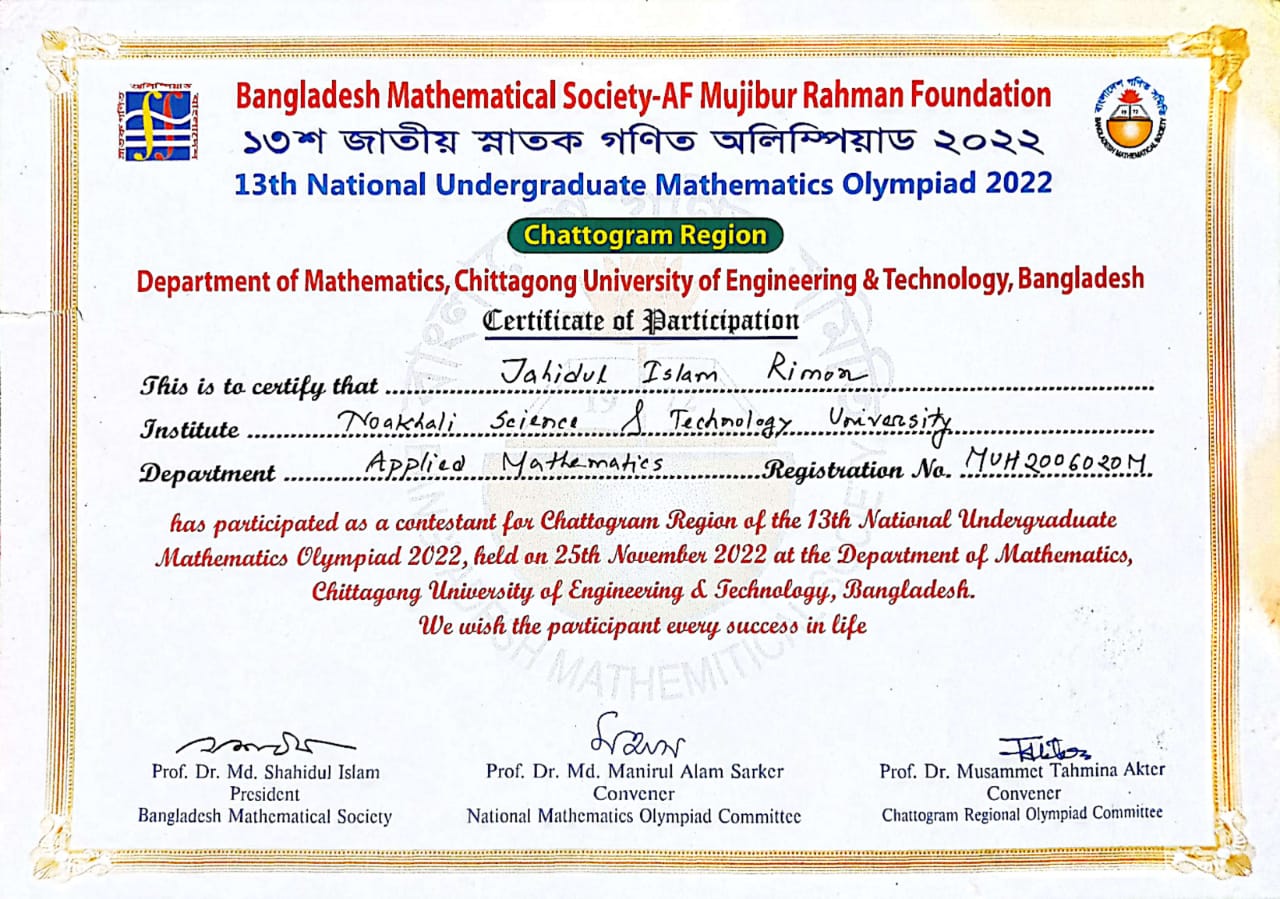 Bangladesh Mathematical Society-AF Mujibur Rahman Foundation
১৩শ জাতীয় স্নাতক গণিত অলিম্পিয়াড ২০২২
13th National Undergraduate Mathematics Olympiad 2022
Chattogram Region
Department of Mathematics, Chittagong University of Engineering & Technology, Bangladesh
Certificate of Participation
This is to certify that Jahidul Islam Rimon
Institute Noakhali Science & Technology University
Department Applied Mathematics Registration No. MUH2006020M
has participated as a contestant for Chattogram Region of the 13th National Undergraduate
Mathematics Olympiad 2022, held on 25th November 2022 at the Department of Mathematics,
Chittagong University of Engineering & Technology, Bangladesh.
We wish the participant every success in life
Prof. Dr. Md. Shahidul Islam
President
Bangladesh Mathematical Society
Prof. Dr. Md. Manirul Alam Sarker
Convener
National Mathematics Olympiad Committee
Prof. Dr. Musammet Tahmina Akter
Convener
Chattogram Regional Olympiad Committee